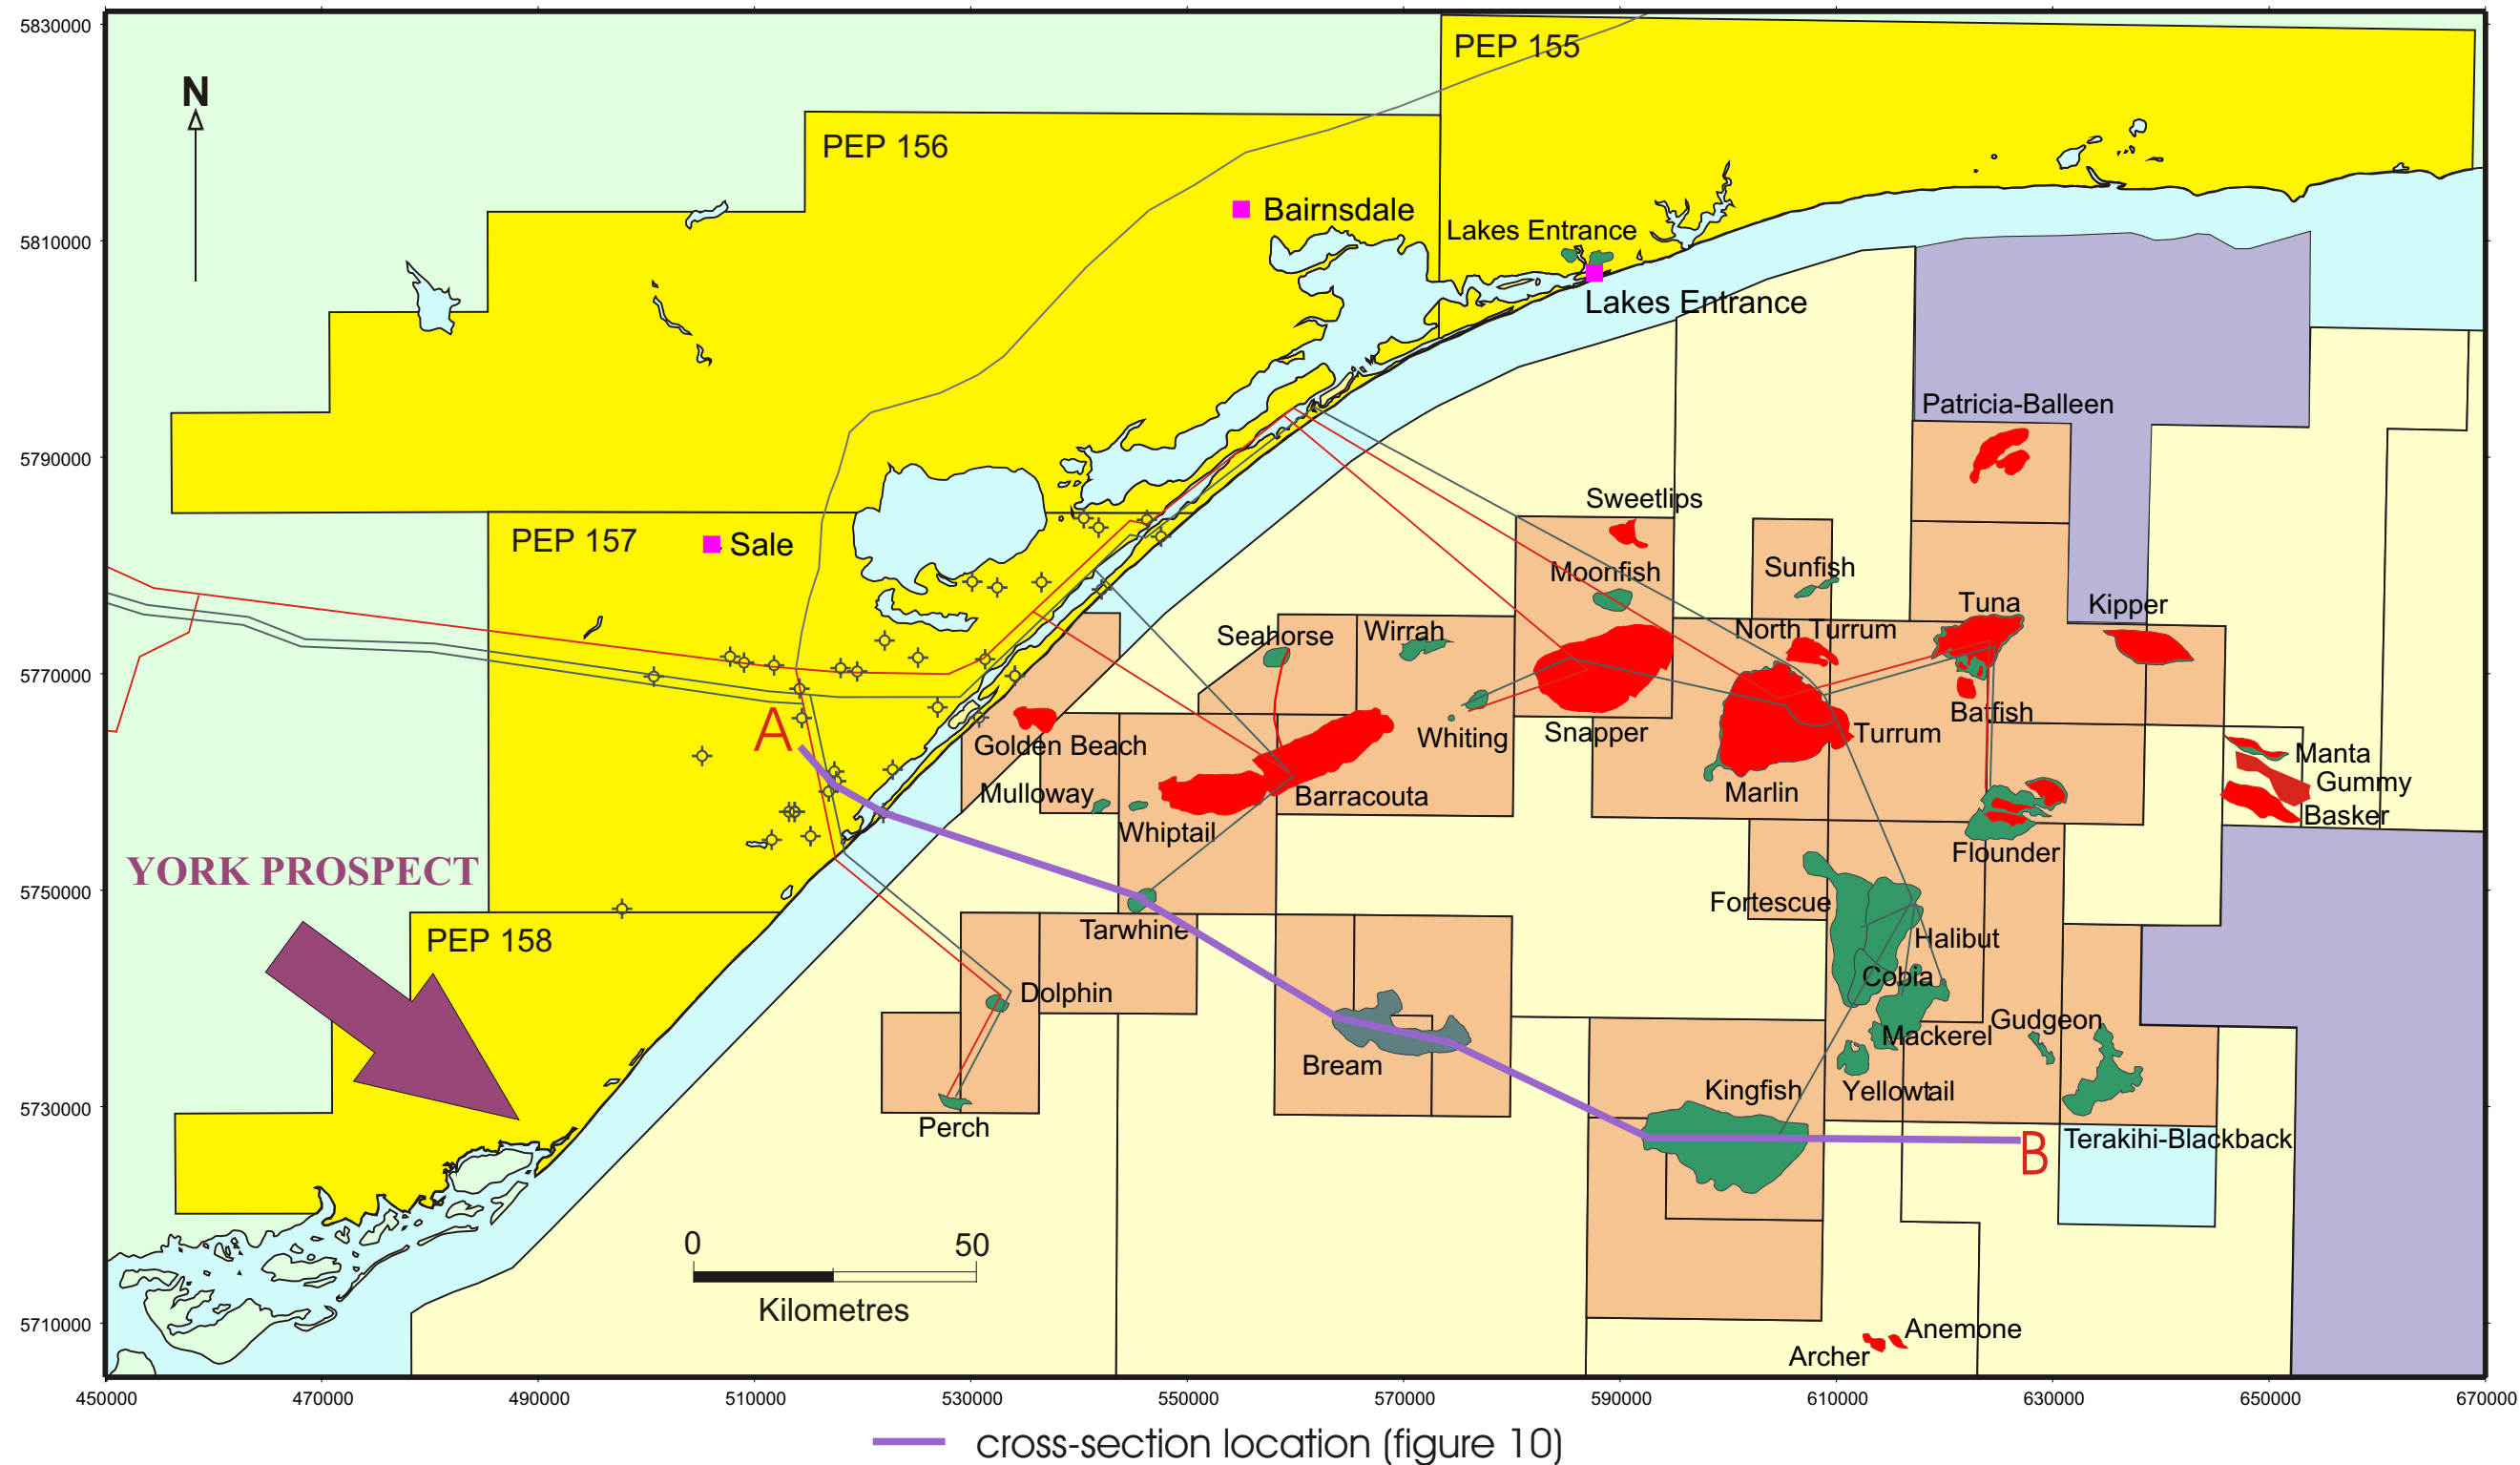 5830000
PEP 155
N
PEP 156
Bairnsdale
5810000
Lakes Entrance
Lakes Entrance
Patricia-Balleen
5790000
Sweetlips
PEP 157
Sale
Moonfish
Sunfish
Tuna
Kipper
Seahorse
Wirrah
North Turrum
5770000
A
Golden Beach
Whiting
Snapper
Turrum
Batfish
Manta
Gummy
Mulloway
Barracouta
Marlin
Basker
Whiptail
Flounder
YORK PROSPECT
5750000
Fortescue
PEP 158
Tarwhine
Halibut
Cobia
Dolphin
Gudgeon
Mackerel
Bream
Kingfish
Yellowtail
5730000
Perch
B
Terakihi-Blackback
0 50
Kilometres
5710000
Anemone
Archer
450000 470000 490000 510000 530000 550000 570000 590000 610000 630000 650000 670000
cross-section location (figure 10)